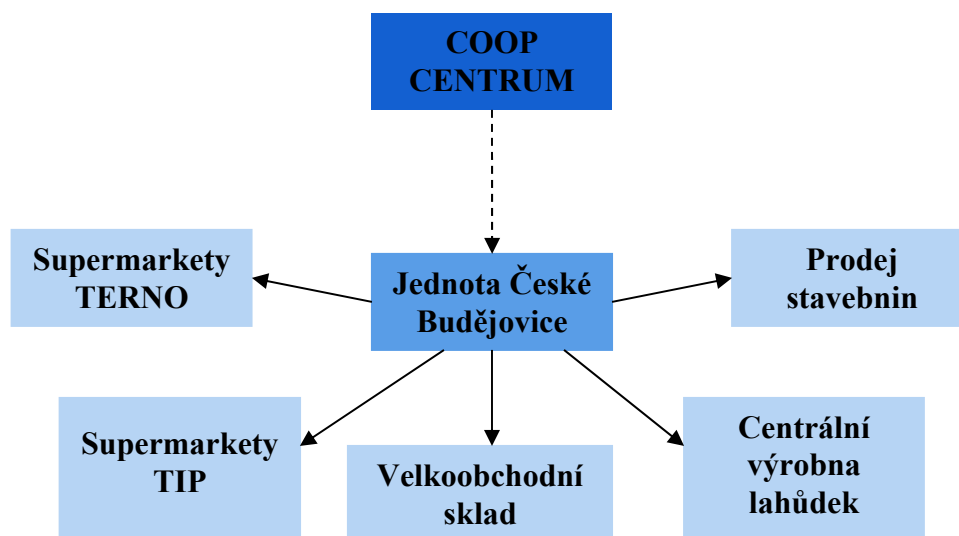 COOP
CENTRUM
Supermarkety
TERNO
Jednota České
Budějovice
Prodej
stavebnin
Supermarkety
TIP
Velkoobchodní
sklad
Centrální
výrobna
lahůdek